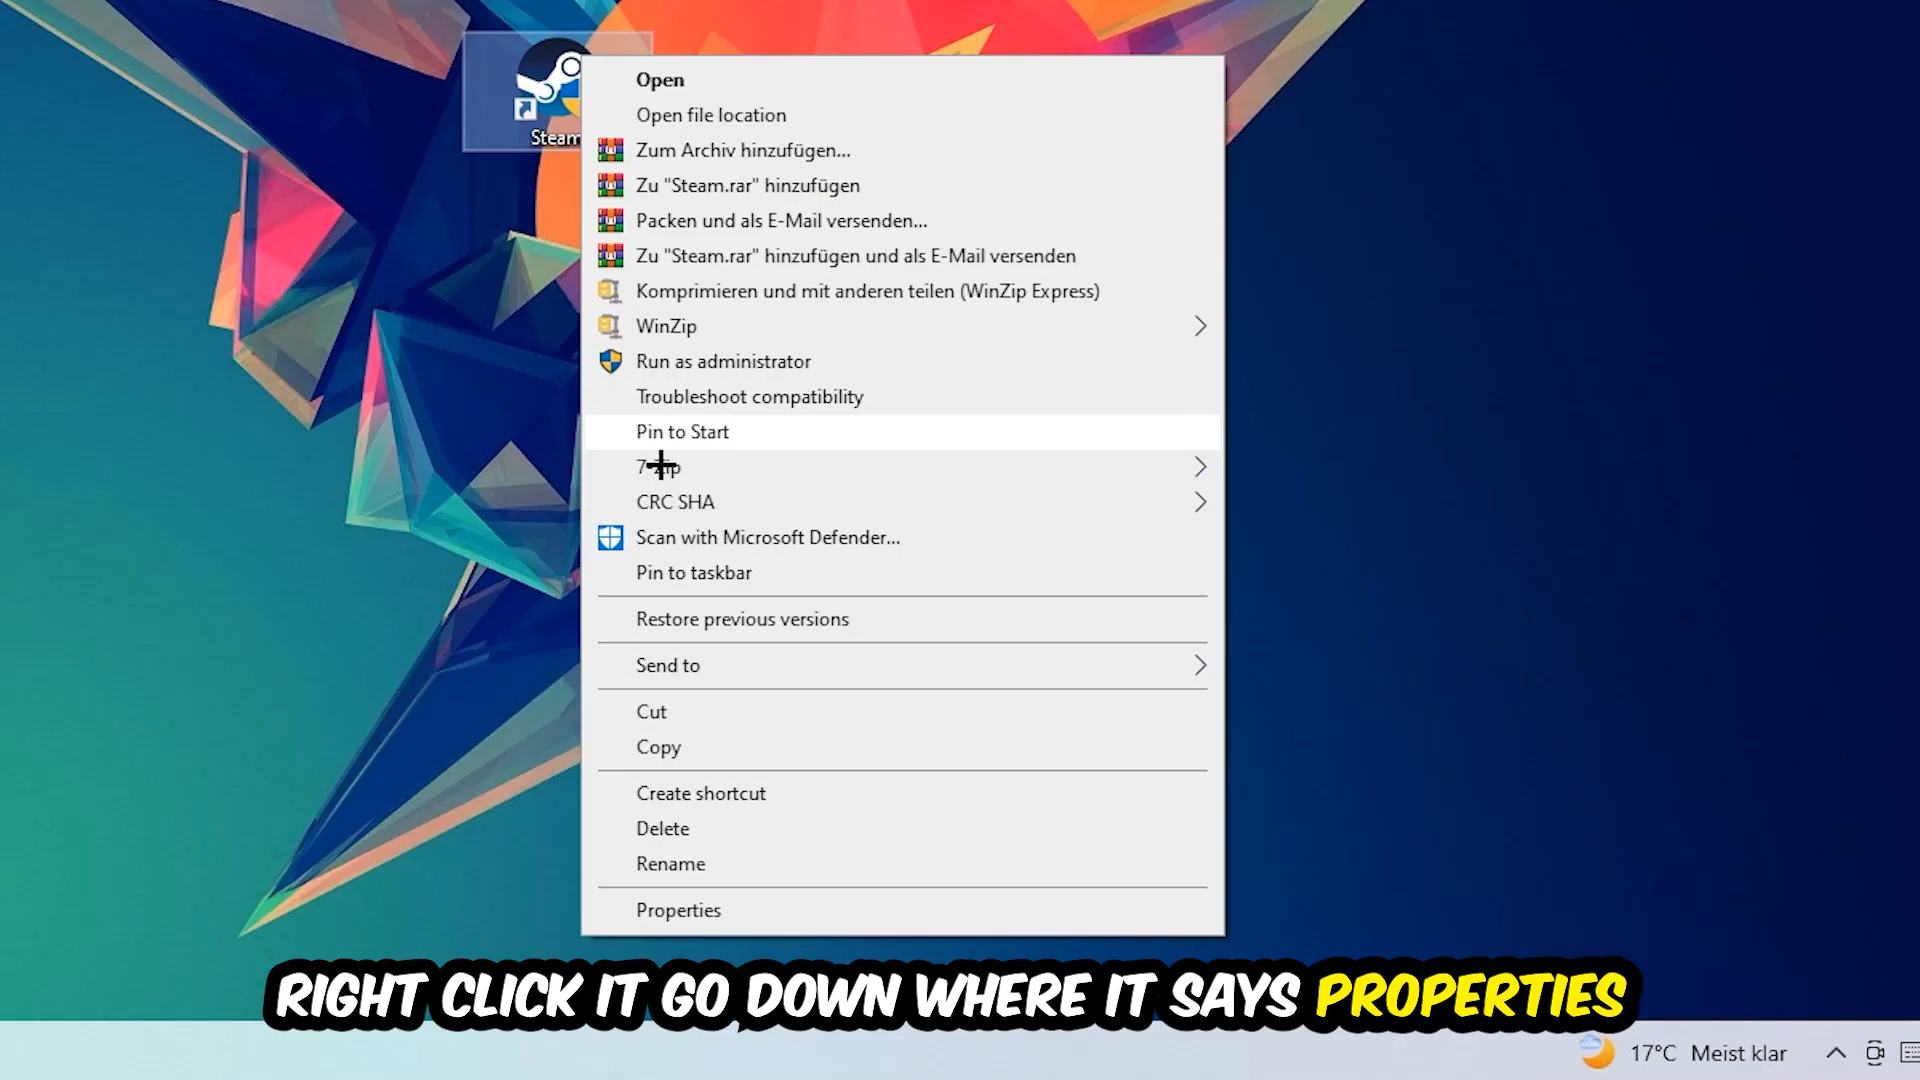 Steam
Open
Open file location
Zum Archiv hinzufügen...
Zu "Steam.rar" hinzufügen
Packen und als E-Mail versenden...
Zu "Steam.rar" hinzufügen und als E-Mail versenden
Komprimieren und mit anderen teilen (WinZip Express)
WinZip
Run as administrator
Troubleshoot compatibility
Pin to Start
7-Zip
CRC SHA
Scan with Microsoft Defender...
Pin to taskbar
Restore previous versions
Send to
Cut
Copy
Create shortcut
Delete
Rename
Properties
RIGHT CLICK IT GO DOWN WHERE IT SAYS PROPERTIES
17°C Meist klar